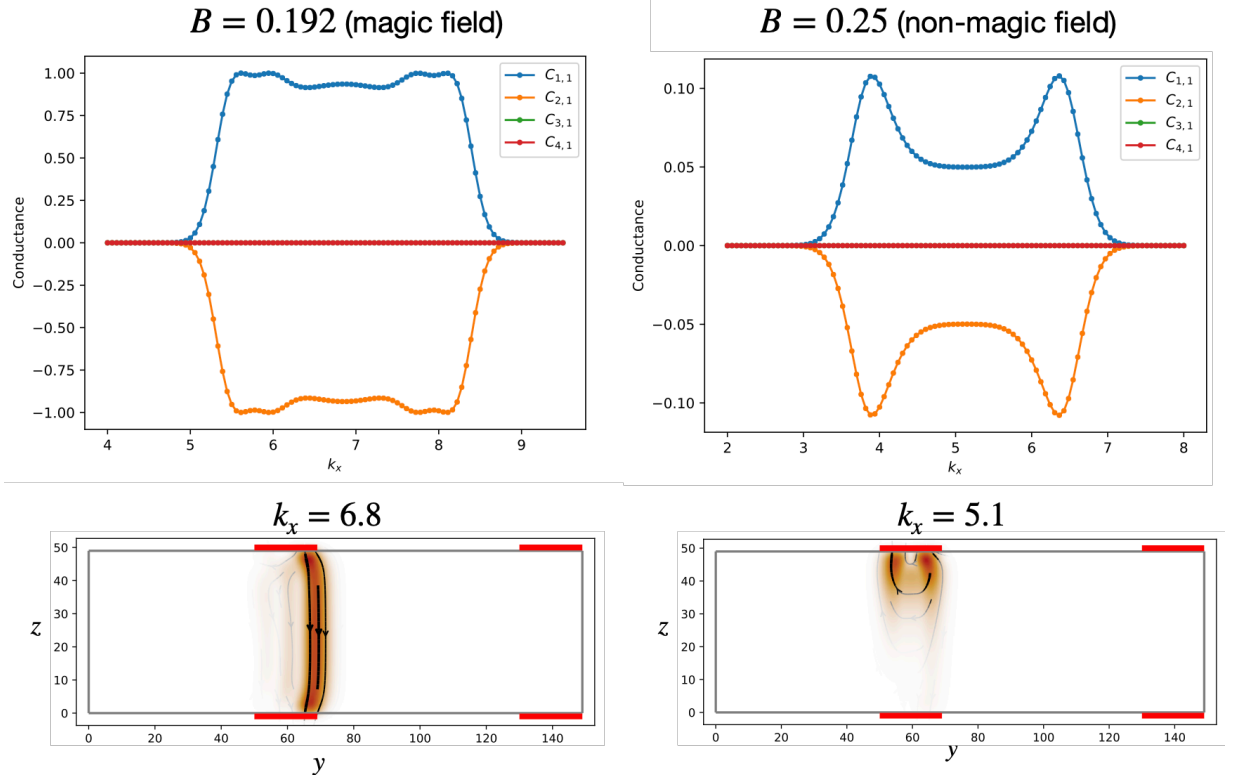 B = 0.192 (magic field)
B = 0.25 (non-magic field)
1.00
0.75
0.50
0.25
0.00
−0.25
−0.50
−0.75
−1.00
Conductance
C1, 1
C2, 1
C3, 1
C4, 1
4 5 6 7 8 9
kx
0.10
0.05
0.00
−0.05
−0.10
Conductance
C1, 1
C2, 1
C3, 1
C4, 1
2 3 4 5 6 7 8
kx
kx = 6.8
kx = 5.1
50
40
30
20
10
0
z
0 20 40 60 80 100 120 140
y
50
40
30
20
10
0
z
0 20 40 60 80 100 120 140
y